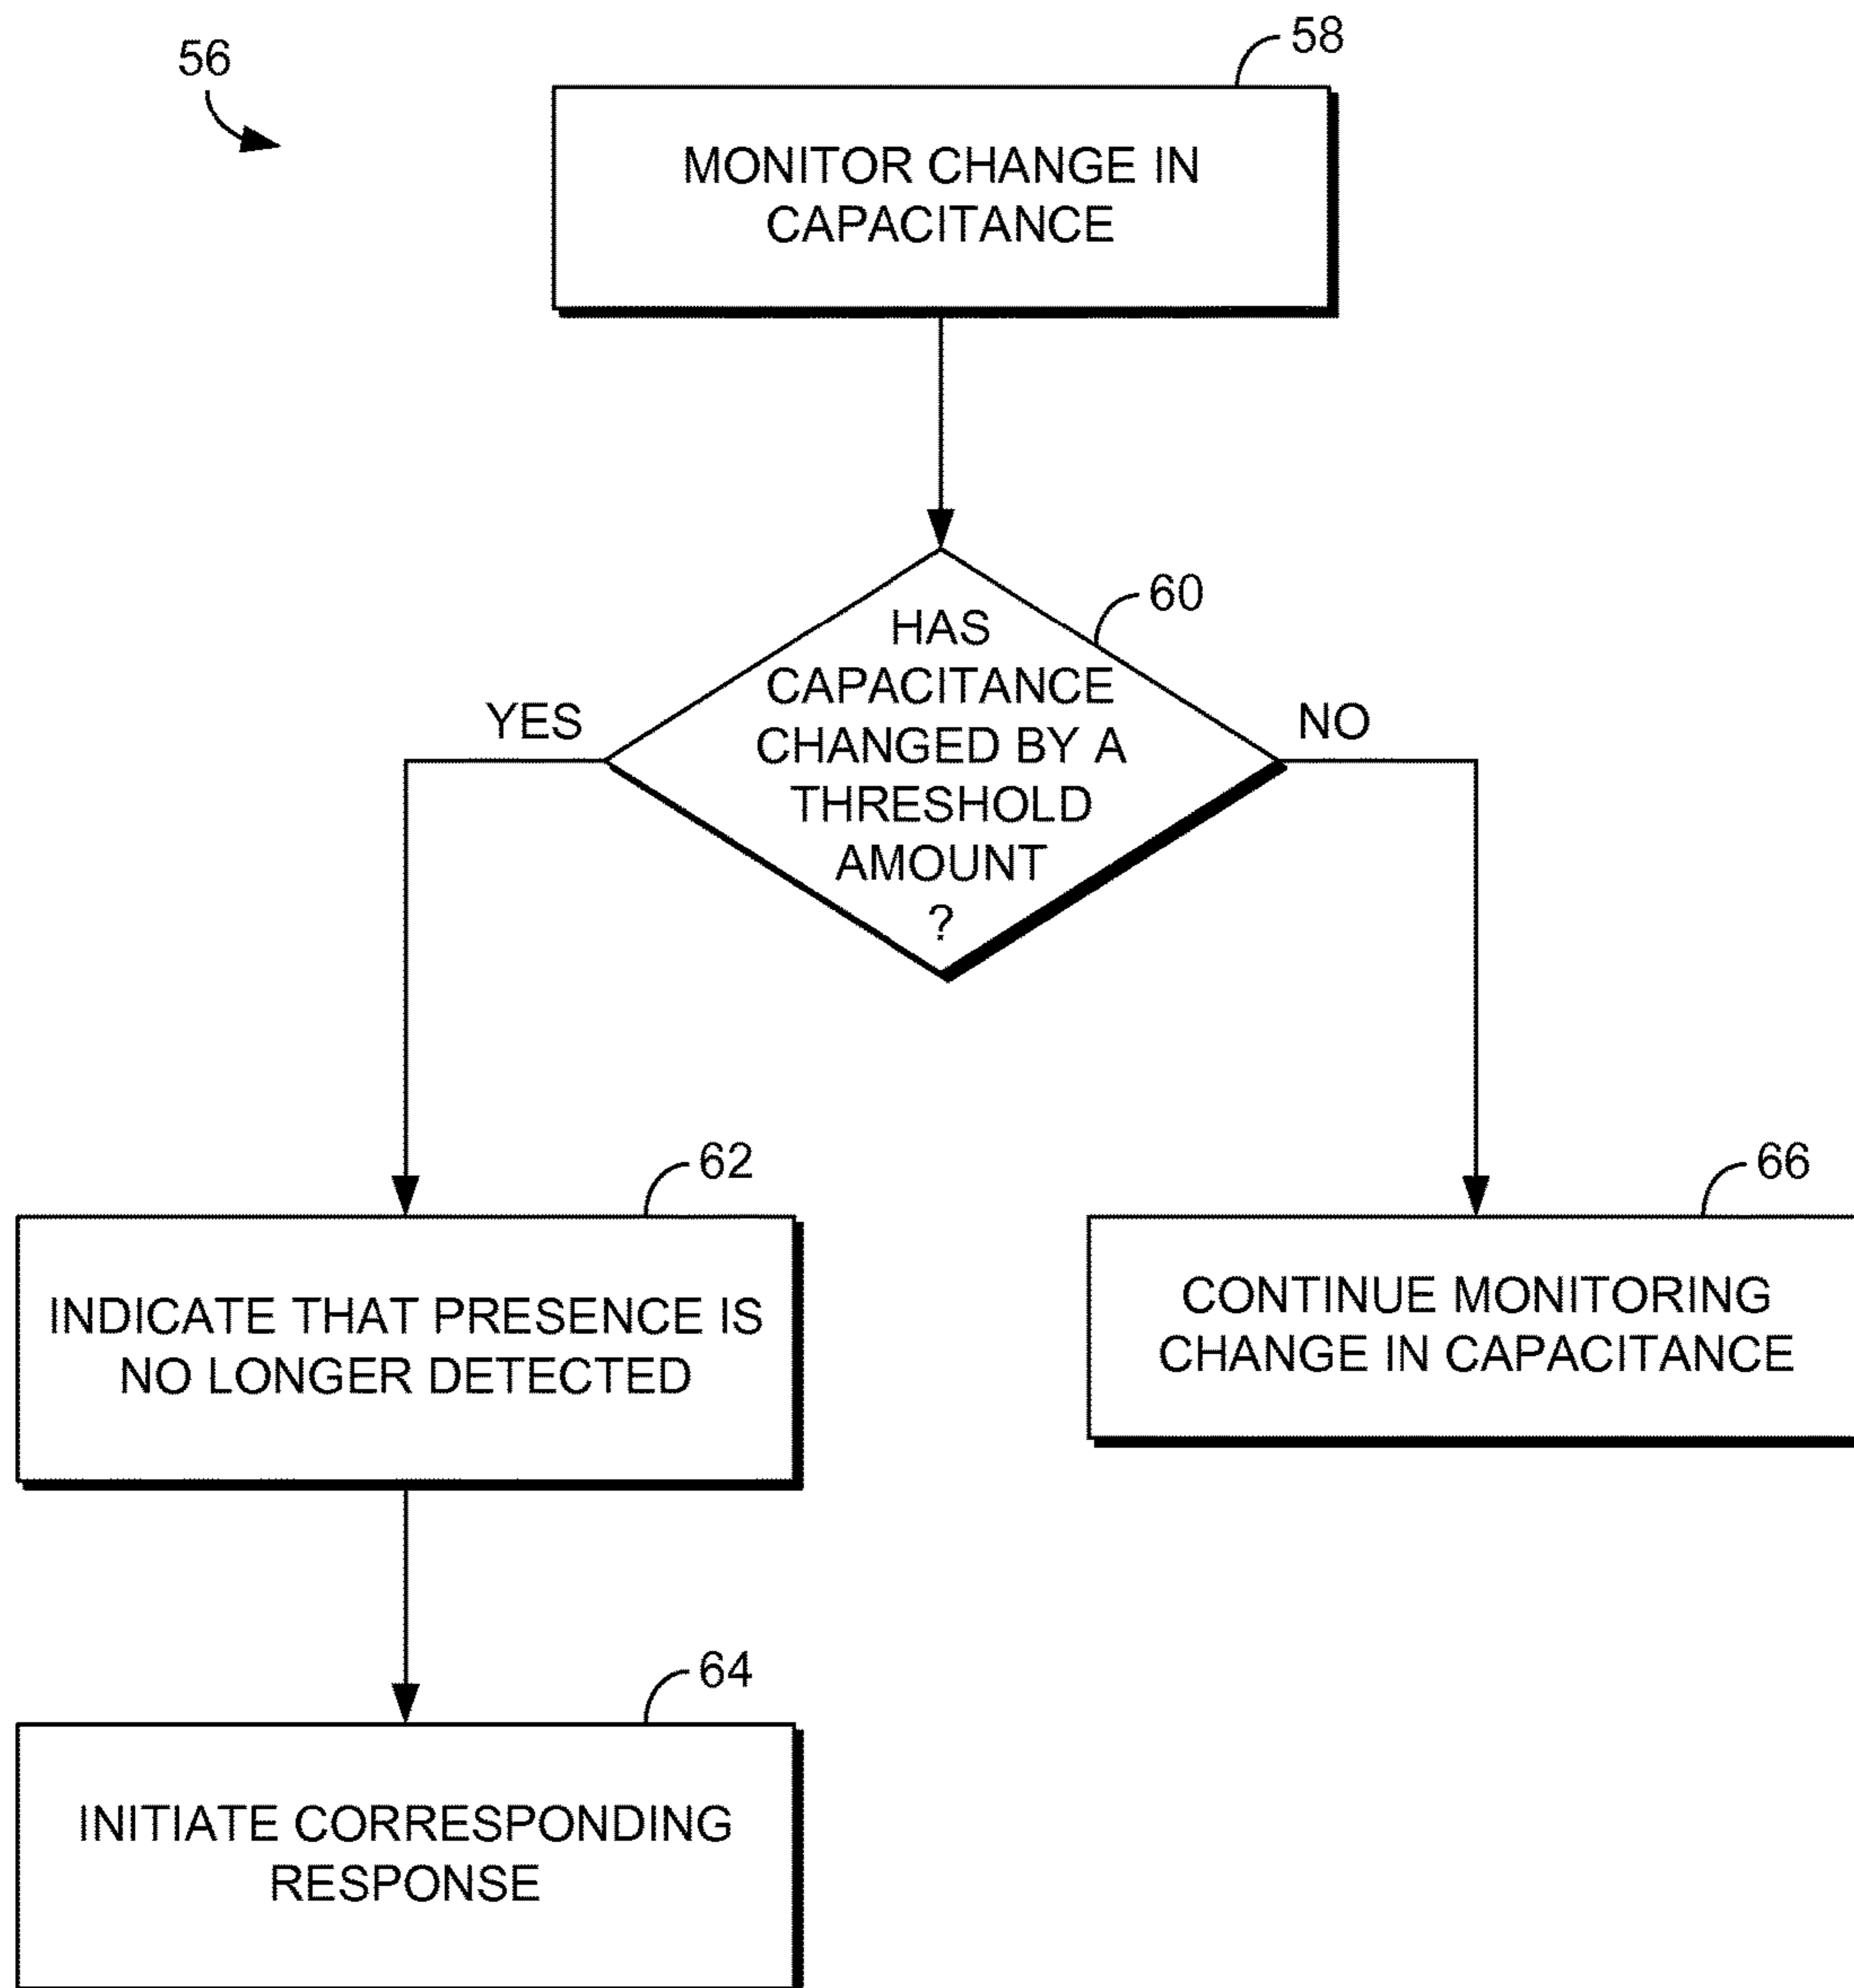 56
58
MONITOR CHANGE IN
CAPACITANCE
60
HAS
CAPACITANCE
CHANGED BY A
THRESHOLD
AMOUNT
?
YES
NO
62
INDICATE THAT PRESENCE IS
NO LONGER DETECTED
66
CONTINUE MONITORING
CHANGE IN CAPACITANCE
64
INITIATE CORRESPONDING
RESPONSE